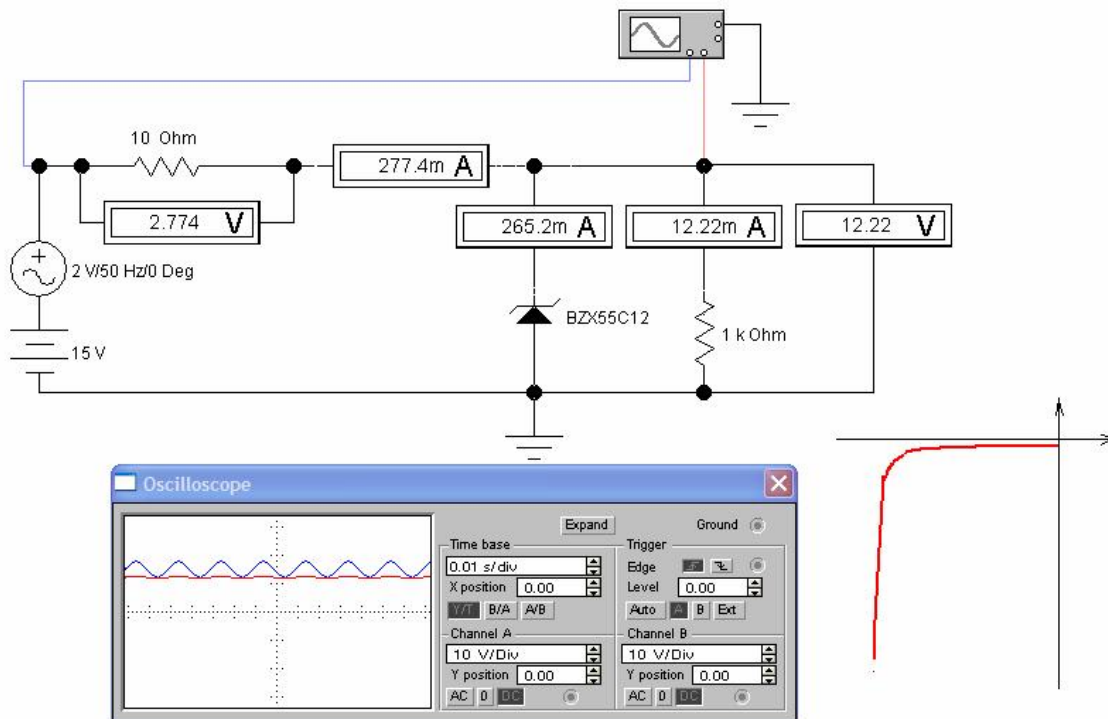 10 Ohm
277.4m A
2.774 V
265.2m A
12.22m A
12.22 V
2 V/50 Hz/0 Deg
BZX55C12
1 k Ohm
15 V
Oscilloscope
Expand
Ground
Time base
0.01 s/div
X position 0.00
Y/T B/A A/B
Trigger
Edge
Level 0.00
Auto A B Ext
Channel A
10 V/Div
Y position 0.00
AC 0 DC
Channel B
10 V/Div
Y position 0.00
AC 0 DC